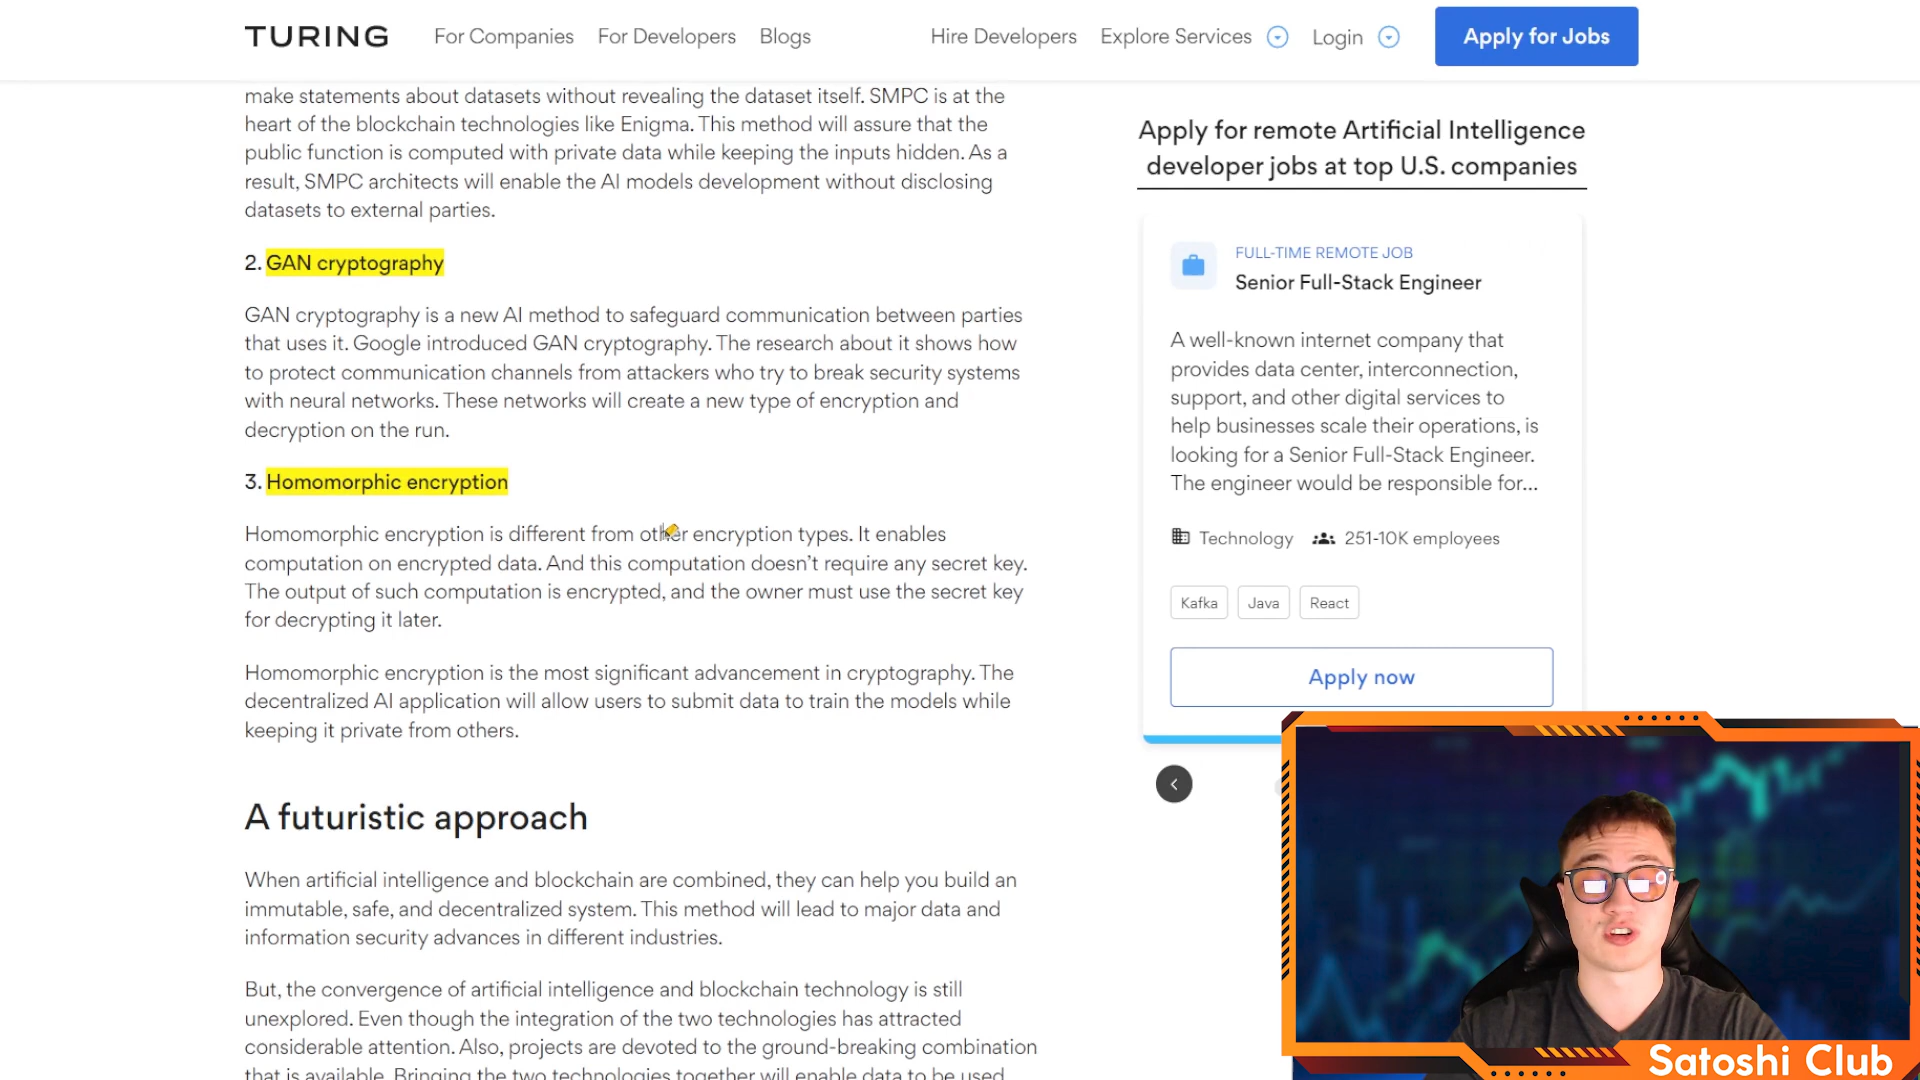 TURING For Companies For Developers Blogs Hire Developers Explore Services Login Apply for Jobs
make statements about datasets without revealing the dataset itself. SMPC is at the
heart of the blockchain technologies like Enigma. This method will assure that the
public function is computed with private data while keeping the inputs hidden. As a
result, SMPC architects will enable the AI models development without disclosing
datasets to external parties.
2. GAN cryptography
GAN cryptography is a new AI method to safeguard communication between parties
that uses it. Google introduced GAN cryptography. The research about it shows how
to protect communication channels from attackers who try to break security systems
with neural networks. These networks will create a new type of encryption and
decryption on the run.
3. Homomorphic encryption
Homomorphic encryption is different from other encryption types. It enables
computation on encrypted data. And this computation doesn't require any secret key.
The output of such computation is encrypted, and the owner must use the secret key
for decrypting it later.
Homomorphic encryption is the most significant advancement in cryptography. The
decentralized AI application will allow users to submit data to train the models while
keeping it private from others.
A futuristic approach
When artificial intelligence and blockchain are combined, they can help you build an
immutable, safe, and decentralized system. This method will lead to major data and
information security advances in different industries.
But, the convergence of artificial intelligence and blockchain technology is still
unexplored. Even though the integration of the two technologies has attracted
considerable attention. Also, projects are devoted to the ground-breaking combination
that is available. Bringing the two technologies together will enable data to be used
Apply for remote Artificial Intelligence
developer jobs at top U.S. companies
FULL-TIME REMOTE JOB
Senior Full-Stack Engineer
A well-known internet company that
provides data center, interconnection,
support, and other digital services to
help businesses scale their operations, is
looking for a Senior Full-Stack Engineer.
The engineer would be responsible for...
Technology 251-10K employees
Kafka Java React
Apply now
Satoshi Club